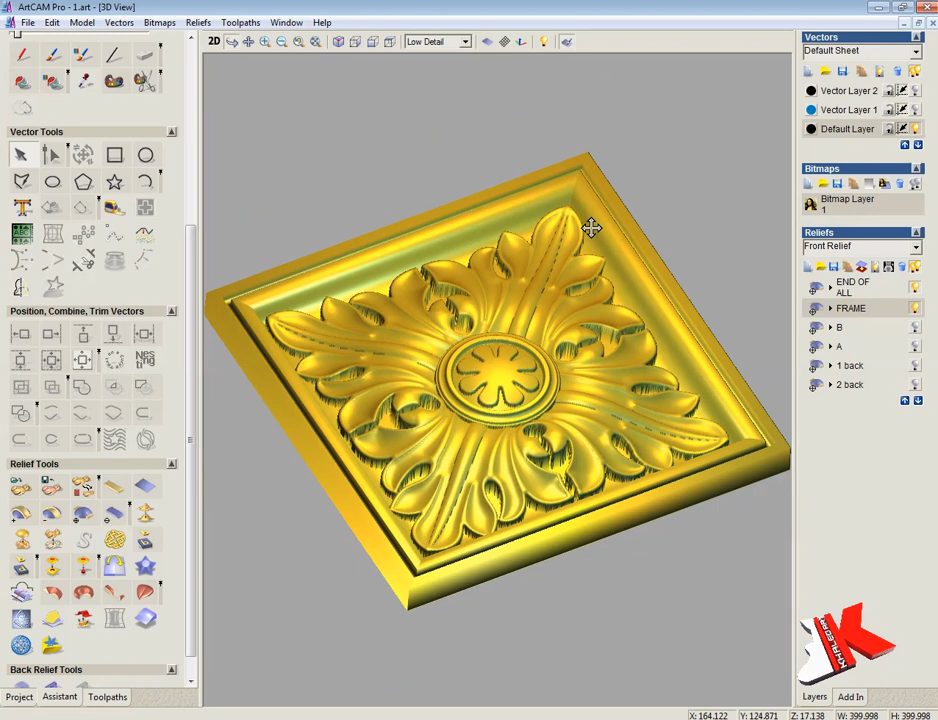 ArtCAM Pro - 1.art - [3D View]
File Edit Model Vectors Bitmaps Reliefs Toolpaths Window Help
2D Low Detail
Vector Tools
Position, Combine, Trim Vectors
Relief Tools
Back Relief Tools
Project Assistant Toolpaths
Vectors
Default Sheet
Vector Layer 2
Vector Layer 1
Default Layer
Bitmaps
Bitmap Layer
1
Reliefs
Front Relief
END OF
ALL
FRAME
B
A
1 back
2 back
KHALEDRA
Layers Add In
X: 164.122 Y: 124.871 Z: 17.138 W: 399.998 H: 399.998